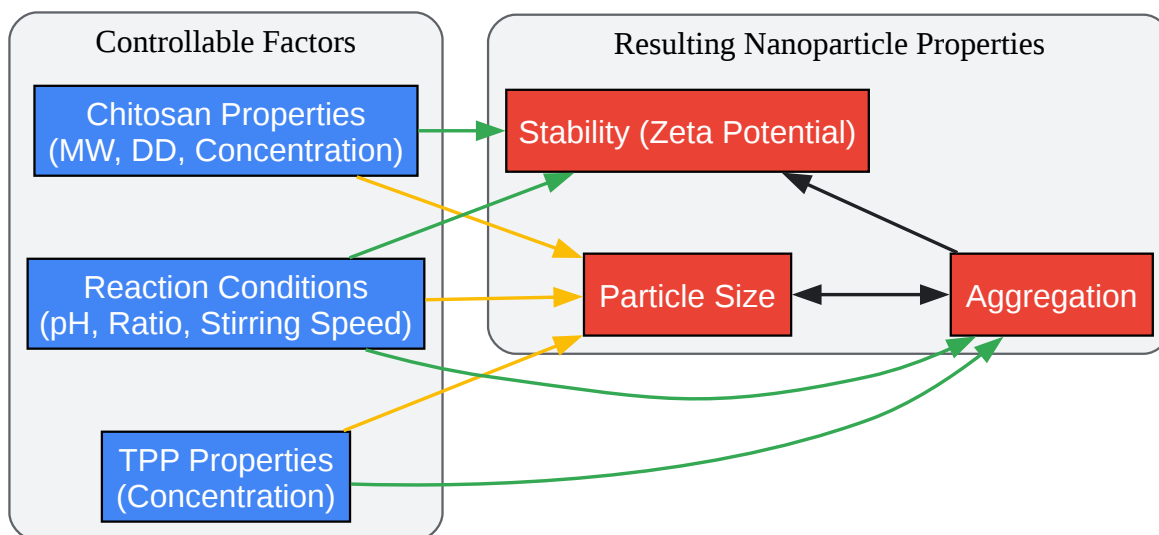 Controllable Factors
Chitosan Properties
(MW, DD, Concentration)
Reaction Conditions
(pH, Ratio, Stirring Speed)
TPP Properties
(Concentration)
Resulting Nanoparticle Properties
Stability (Zeta Potential)
Particle Size
Aggregation